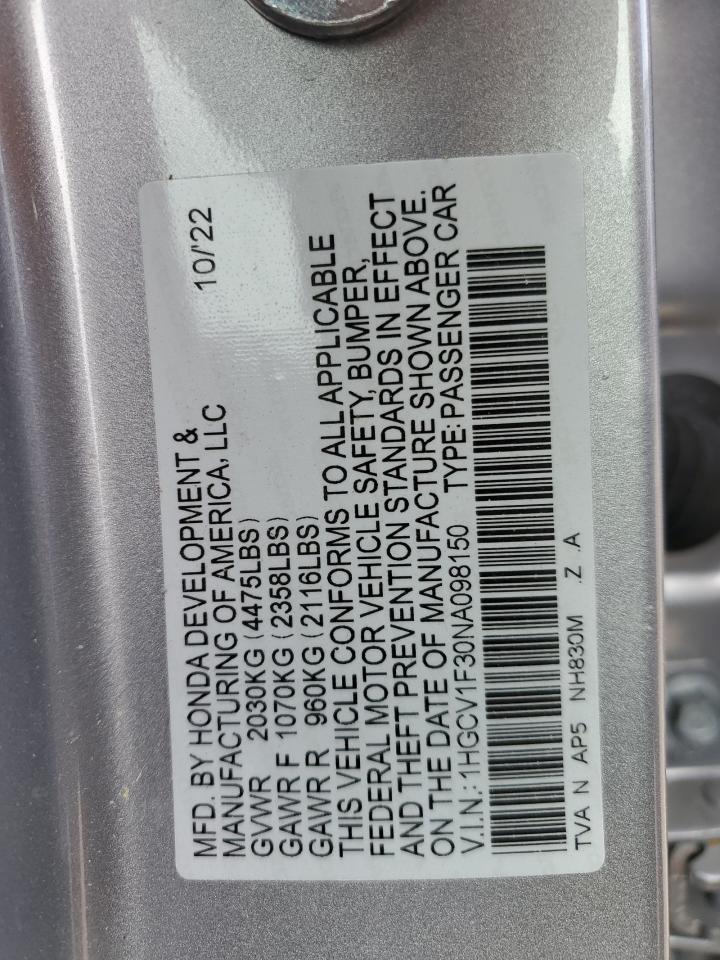 MFD. BY HONDA DEVELOPMENT & 10/'22
MANUFACTURING OF AMERICA, LLC
GVWR 2030KG (4475LBS)
GAWR F 1070KG (2358LBS)
GAWR R 960KG (2116LBS)
THIS VEHICLE CONFORMS TO ALL APPLICABLE
FEDERAL MOTOR VEHICLE SAFETY, BUMPER,
AND THEFT PREVENTION STANDARDS IN EFFECT
ON THE DATE OF MANUFACTURE SHOWN ABOVE.
V.I.N.:1HGCV1F30NA098150 TYPE:PASSENGER CAR
TVA N AP5 NH830M .Z .A